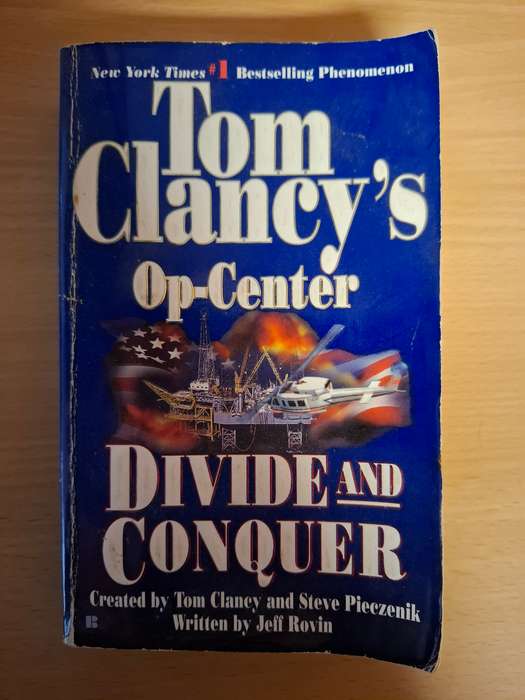 New York Times #1 Bestselling Phenomenon
Tom
Clancy's
Op-Center
DIVIDE AND
CONQUER
Created by Tom Clancy and Steve Pieczenik
Written by Jeff Rovin
B